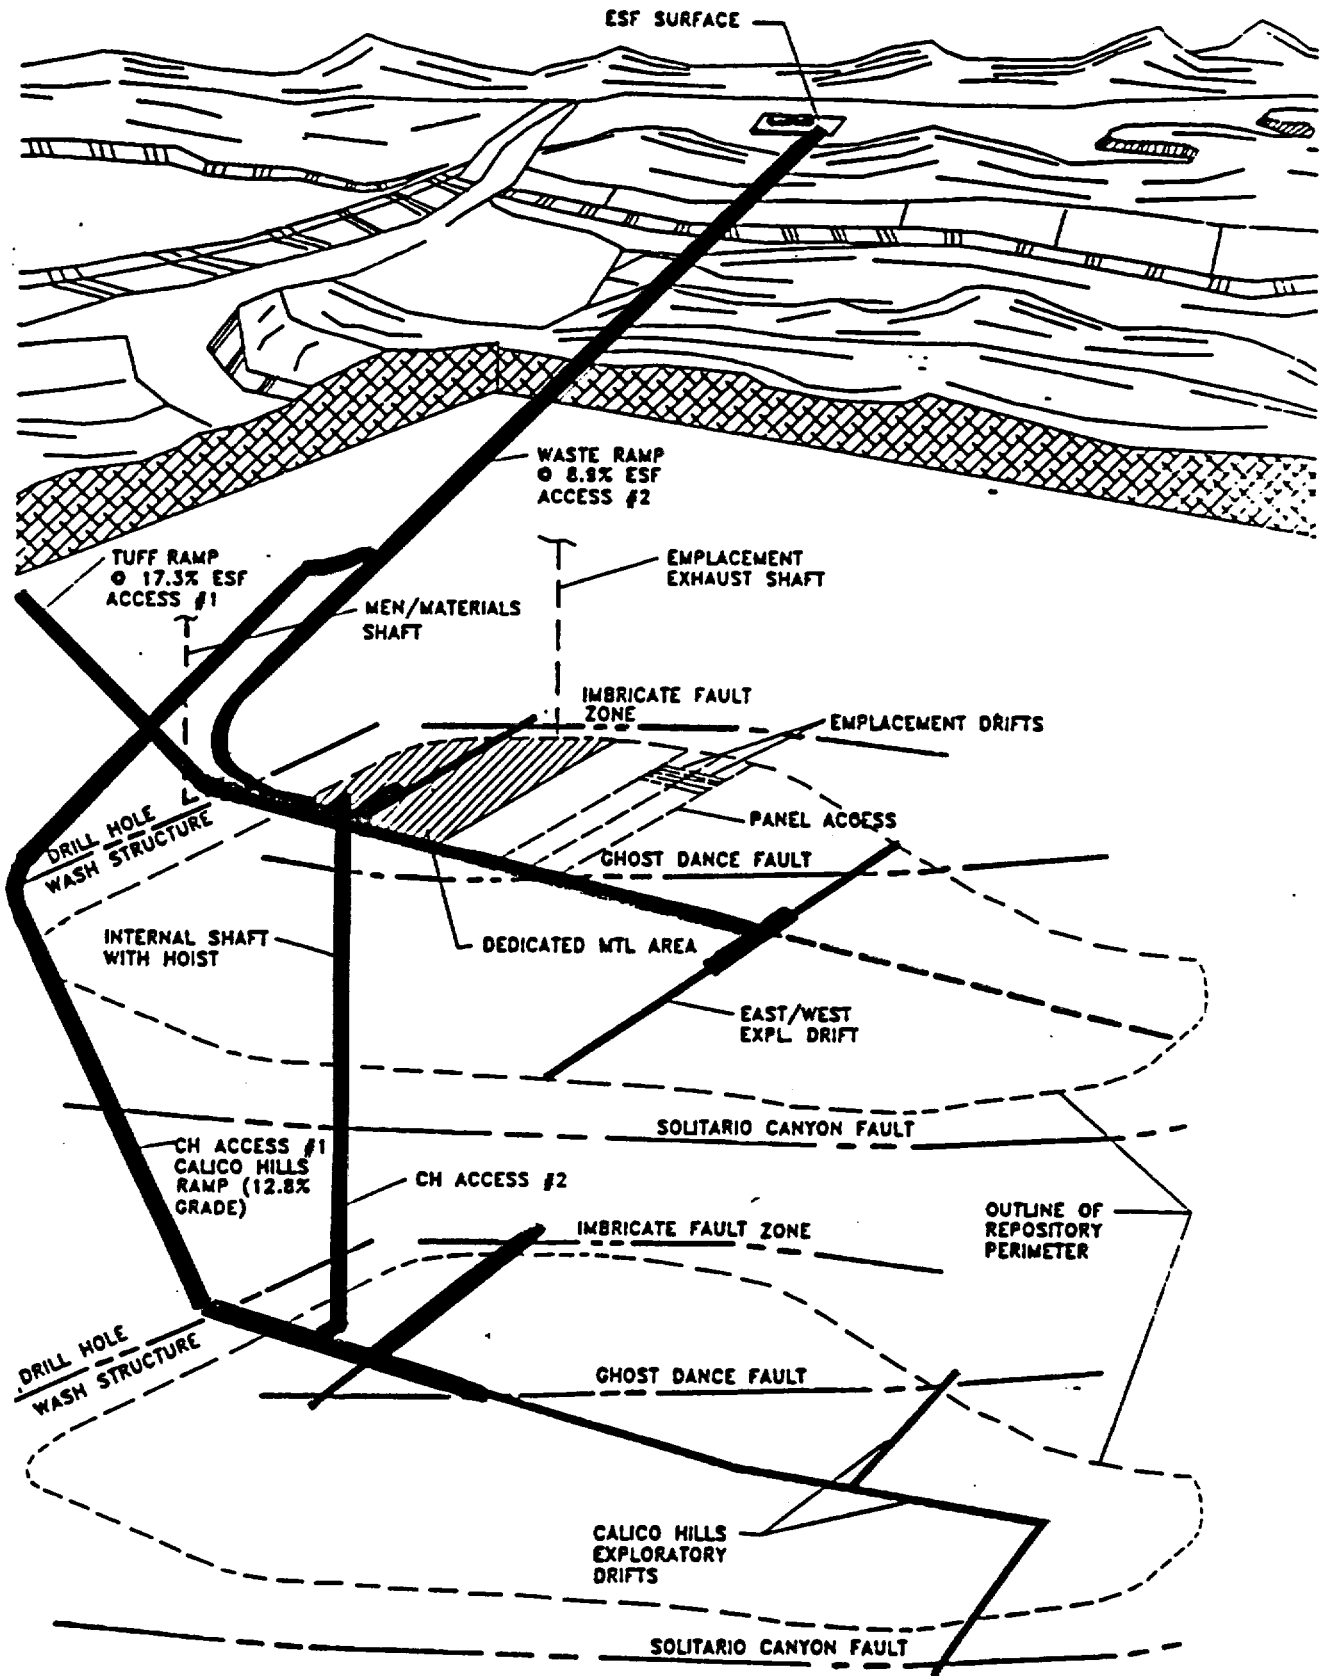 ESF SURFACE
WASTE RAMP
@ 8.8% ESF
ACCESS #2
TUFF RAMP
@ 17.3% ESF
ACCESS #1
EMPLACEMENT
EXHAUST SHAFT
MEN/MATERIALS
SHAFT
IMBRICATE FAULT
ZONE
EMPLACEMENT DRIFTS
PANEL ACCESS
DRILL HOLE
WASH STRUCTURE
GHOST DANCE FAULT
INTERNAL SHAFT
WITH HOIST
DEDICATED MTL AREA
EAST/WEST
EXPL. DRIFT
SOLITARIO CANYON FAULT
CH ACCESS #1
CALICO HILLS
RAMP (12.8%
GRADE)
CH ACCESS #2
OUTLINE OF
REPOSITORY
PERIMETER
IMBRICATE FAULT ZONE
DRILL HOLE
WASH STRUCTURE
GHOST DANCE FAULT
CALICO HILLS
EXPLORATORY
DRIFTS
SOLITARIO CANYON FAULT